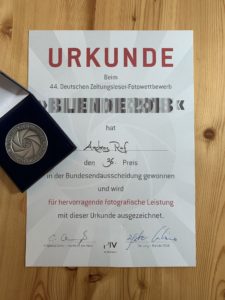 URKUNDE
Beim
44. Deutschen Zeitungsleser-Fotowettbewerb
BLENDE2018
hat
Andreas
den 36. Preis
in der Bundesendausscheidung gewonnen
und wird
für hervorragende fotografische Leistung
mit dieser Urkunde ausgezeichnet.